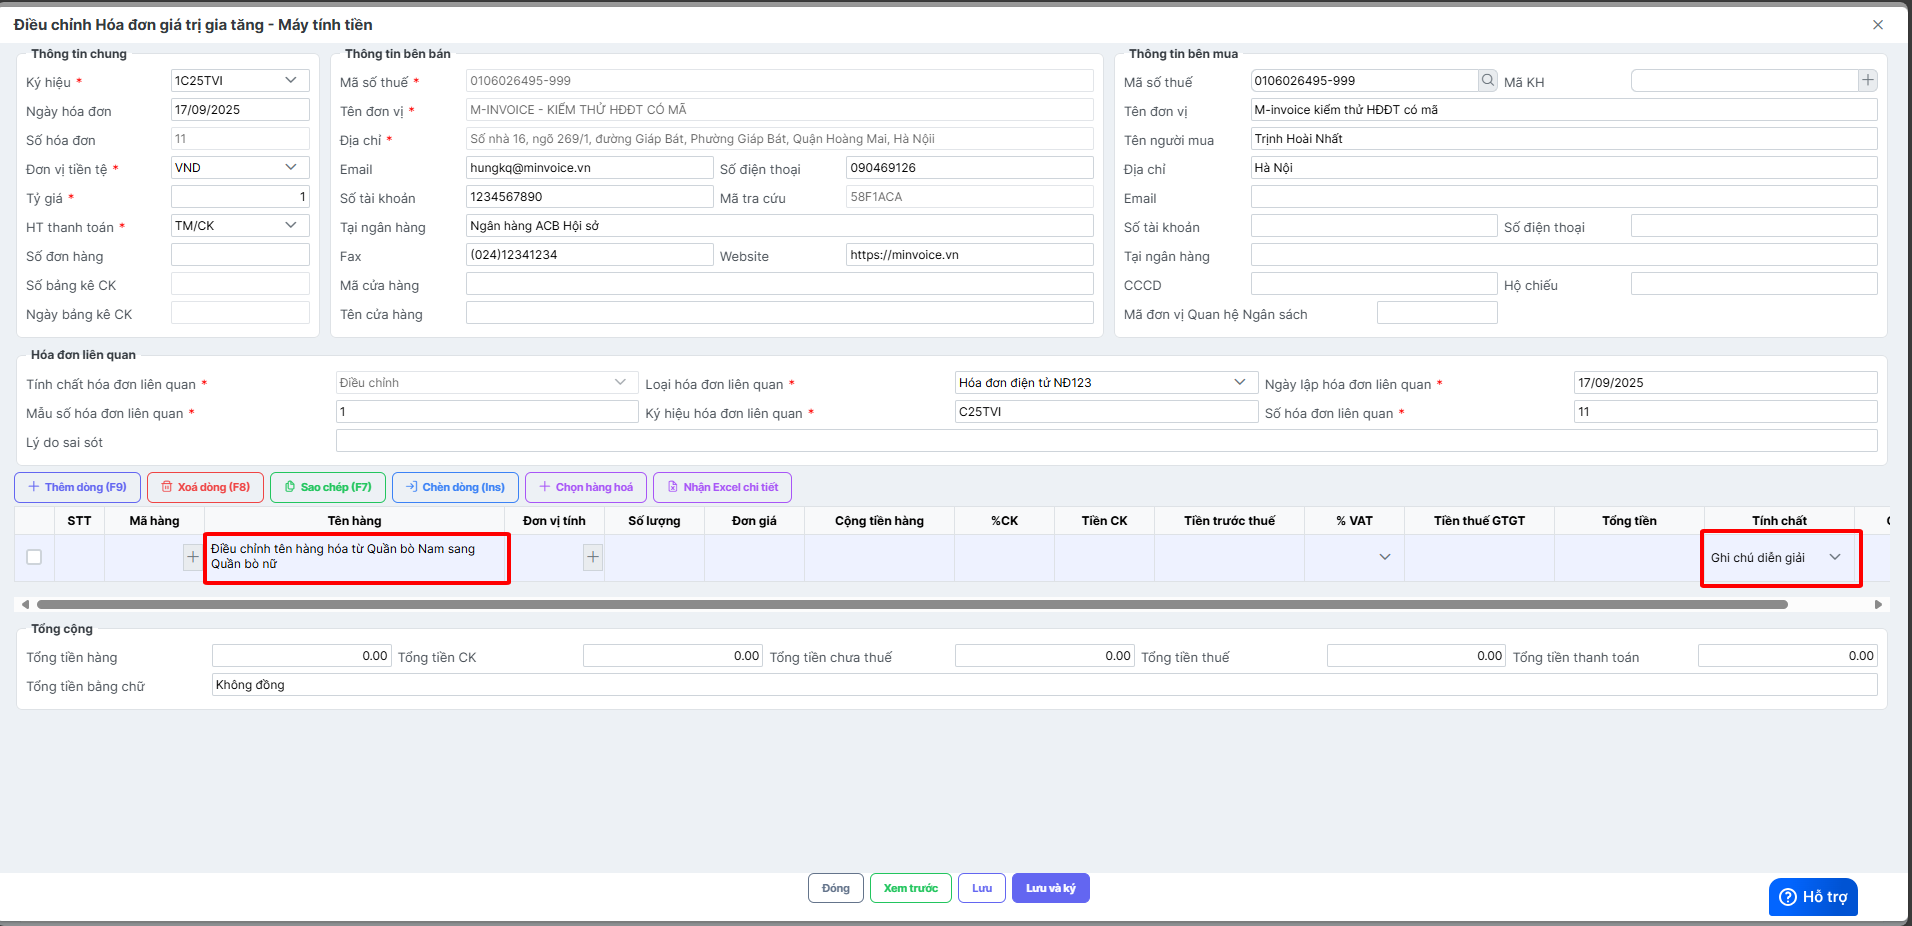 Điều chỉnh Hóa đơn giá trị gia tăng - Máy tính tiền
Thông tin chung
Ký hiệu * 1C25TVI
Ngày hóa đơn 17/09/2025
Số hóa đơn 11
Đơn vị tiền tệ * VND
Tỷ giá * 1
HT thanh toán * TM/CK
Số đơn hàng
Số bảng kê CK
Ngày bảng kê CK
Thông tin bên bán
Mã số thuế * 0106026495-999
Tên đơn vị * M-INVOICE - KIỂM THỬ HĐĐT CÓ MÃ
Địa chỉ * Số nhà 16, ngõ 269/1, đường Giáp Bát, Phường Giáp Bát, Quận Hoàng Mai, Hà Nộii
Email hungkq@minvoice.vn Số điện thoại 090469126
Số tài khoản 1234567890 Mã tra cứu 58F1ACA
Tại ngân hàng Ngân hàng ACB Hội sở
Fax (024)12341234 Website https://minvoice.vn
Mã cửa hàng
Tên cửa hàng
Thông tin bên mua
Mã số thuế 0106026495-999 Mã KH
Tên đơn vị M-invoice kiểm thử HĐĐT có mã
Tên người mua Trịnh Hoài Nhất
Địa chỉ Hà Nội
Email
Số tài khoản Số điện thoại
Tại ngân hàng
CCCD Hộ chiếu
Mã đơn vị Quan hệ Ngân sách
Hóa đơn liên quan
Tính chất hóa đơn liên quan * Điều chỉnh Loại hóa đơn liên quan * Hóa đơn điện tử NĐ123 Ngày lập hóa đơn liên quan * 17/09/2025
Mẫu số hóa đơn liên quan * 1 Ký hiệu hóa đơn liên quan * C25TVI Số hóa đơn liên quan * 11
Lý do sai sót
Thêm dòng (F9) Xoá dòng (F8) Sao chép (F7) Chèn dòng (Ins) Chọn hàng hoá Nhận Excel chi tiết
STT Mã hàng Tên hàng Đơn vị tính Số lượng Đơn giá Cộng tiền hàng %CK Tiền CK Tiền trước thuế % VAT Tiền thuế GTGT Tổng tiền Tính chất
Điều chỉnh tên hàng hóa từ Quần bò Nam sang
Quần bò nữ
Ghi chú diễn giải
Tổng cộng
Tổng tiền hàng 0.00 Tổng tiền CK 0.00 Tổng tiền chưa thuế 0.00 Tổng tiền thuế 0.00 Tổng tiền thanh toán 0.00
Tổng tiền bằng chữ Không đồng
Đóng Xem trước Lưu Lưu và ký
Hỗ trợ